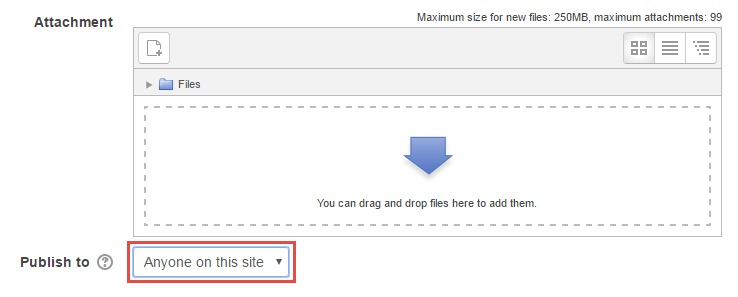 Attachment
Maximum size for new files: 250MB, maximum attachments: 99
Files
You can drag and drop files here to add them.
Publish to ?
Anyone on this site